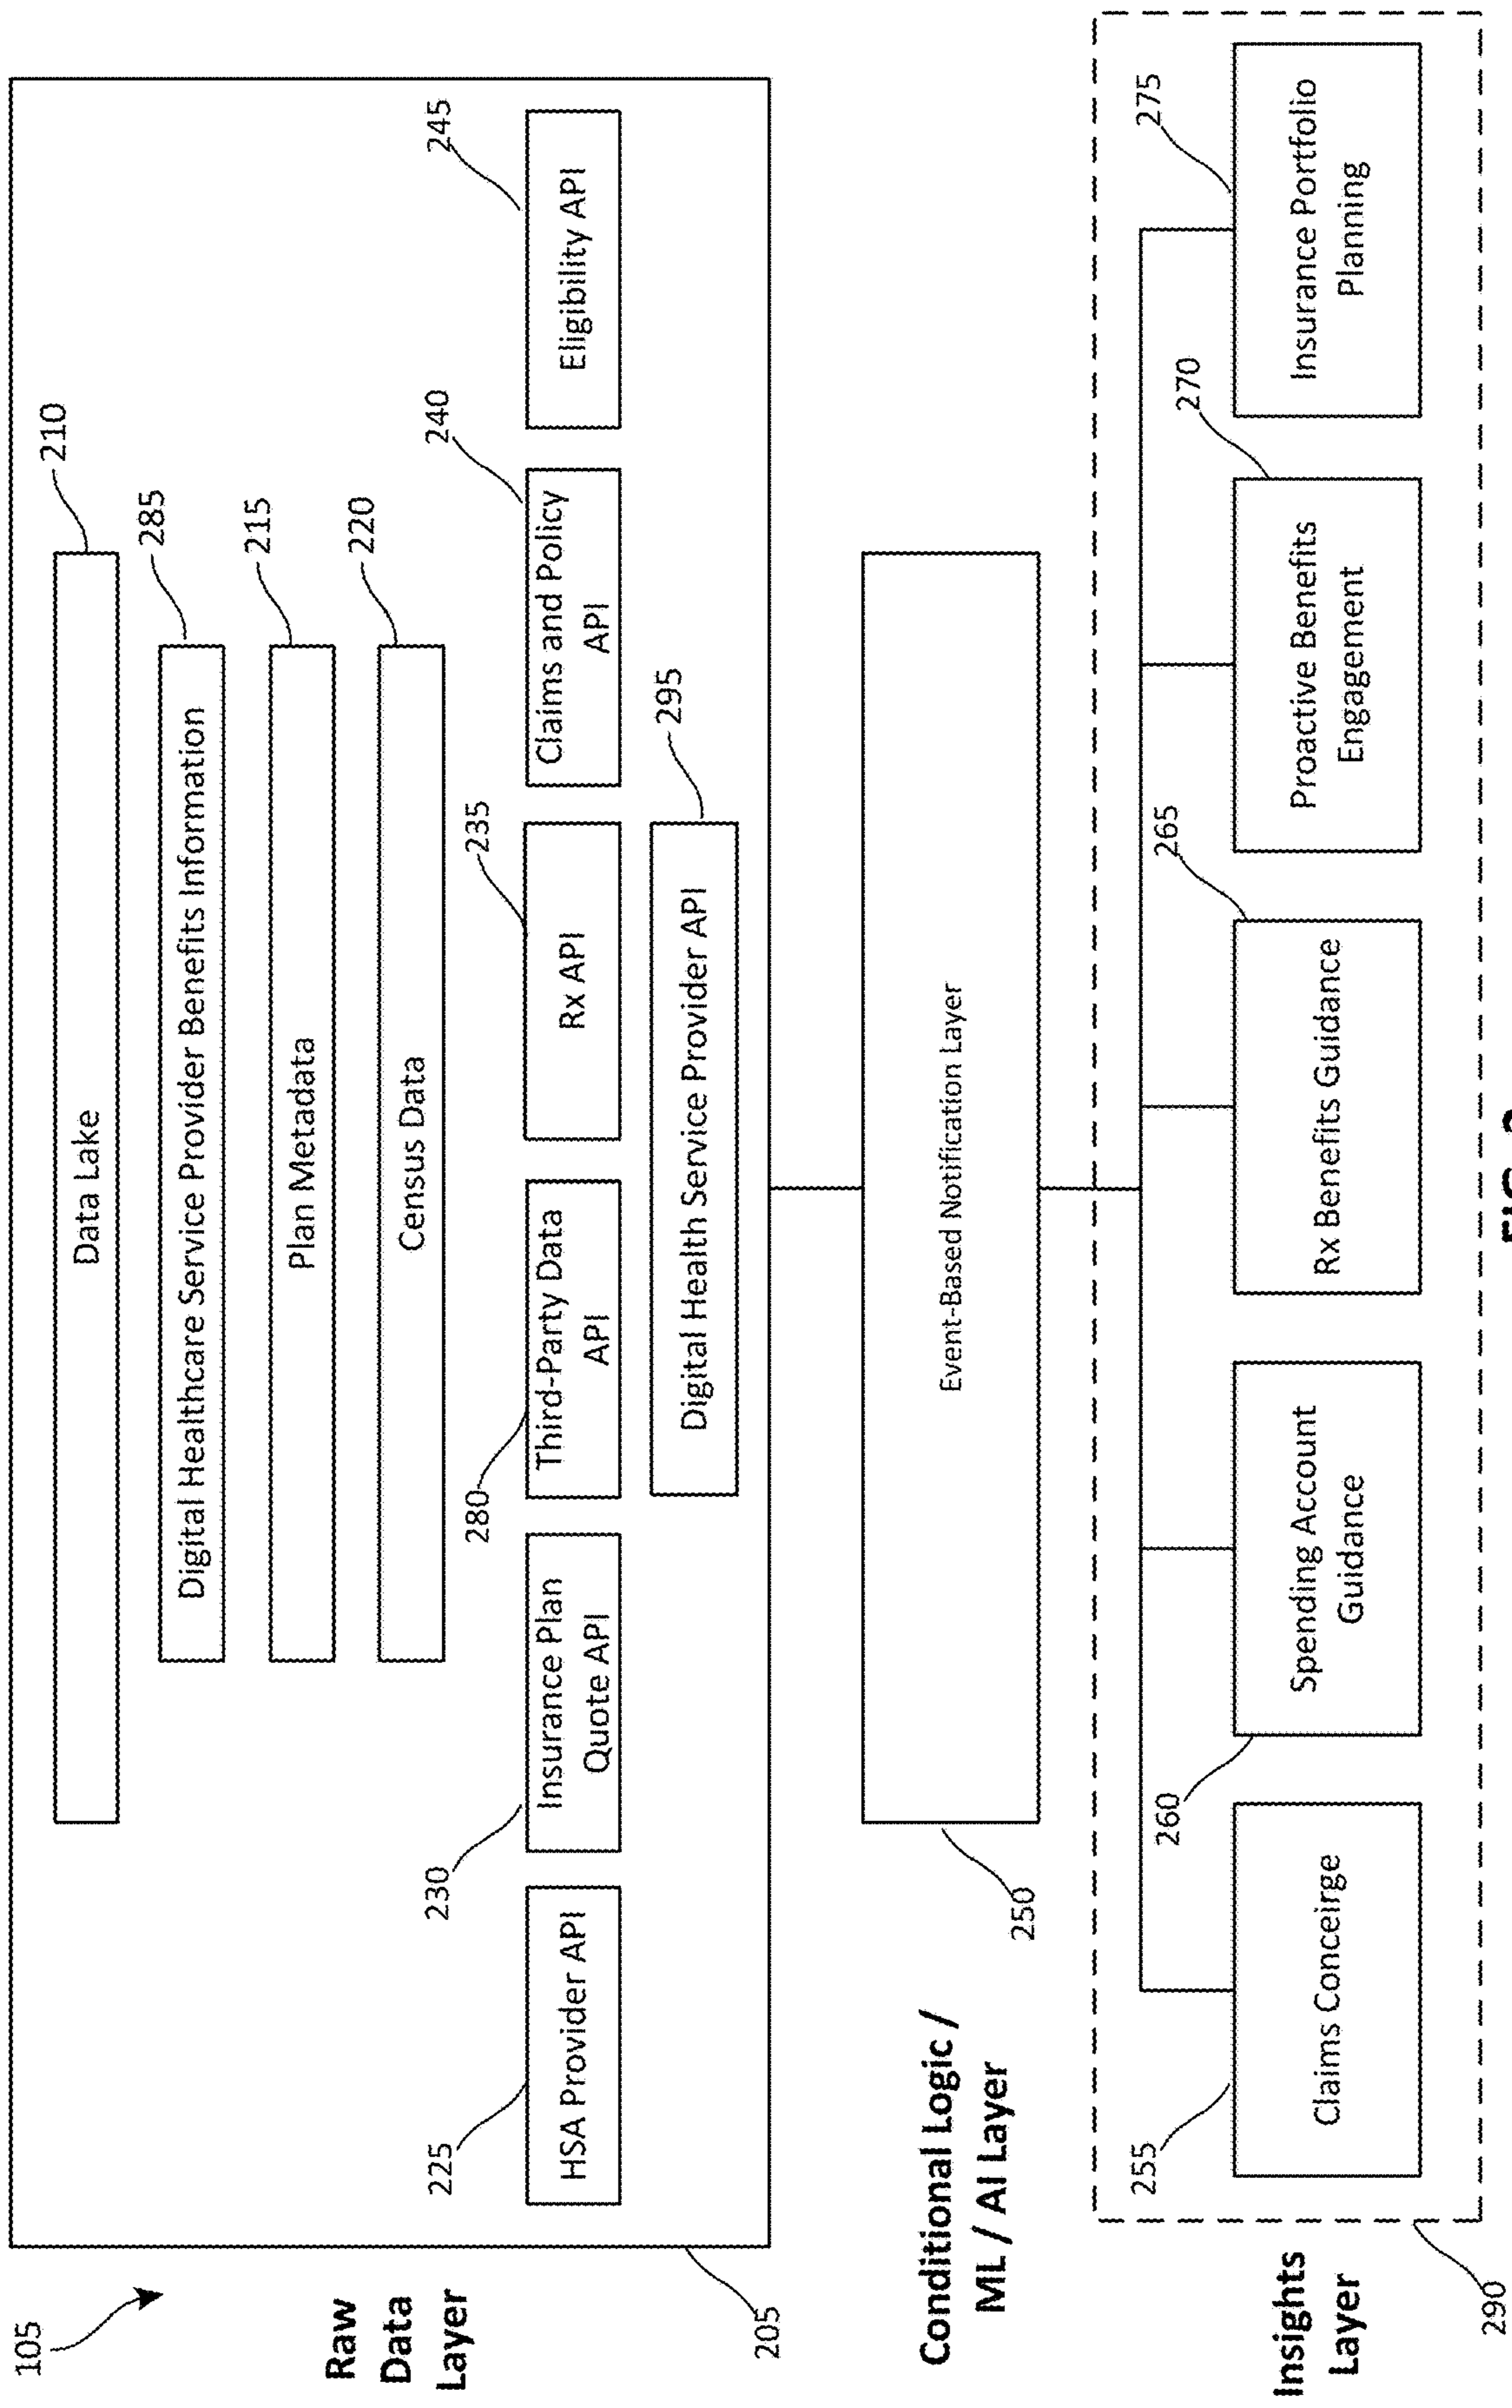 105
Raw
Data
Layer
205
Data Lake
210
Digital Healthcare Service Provider Benefits Information
285
Plan Metadata
215
Census Data
220
225
HSA Provider API
230
Insurance Plan
Quote API
280
Third-Party Data
API
235
Rx API
240
Claims and Policy
API
245
Eligibility API
Digital Health Service Provider API
295
Conditional Logic /
ML / AI Layer
Event-Based Notification Layer
250
Insights
Layer
290
255
Claims Conceirge
260
Spending Account
Guidance
265
Rx Benefits Guidance
270
Proactive Benefits
Engagement
275
Insurance Portfolio
Planning